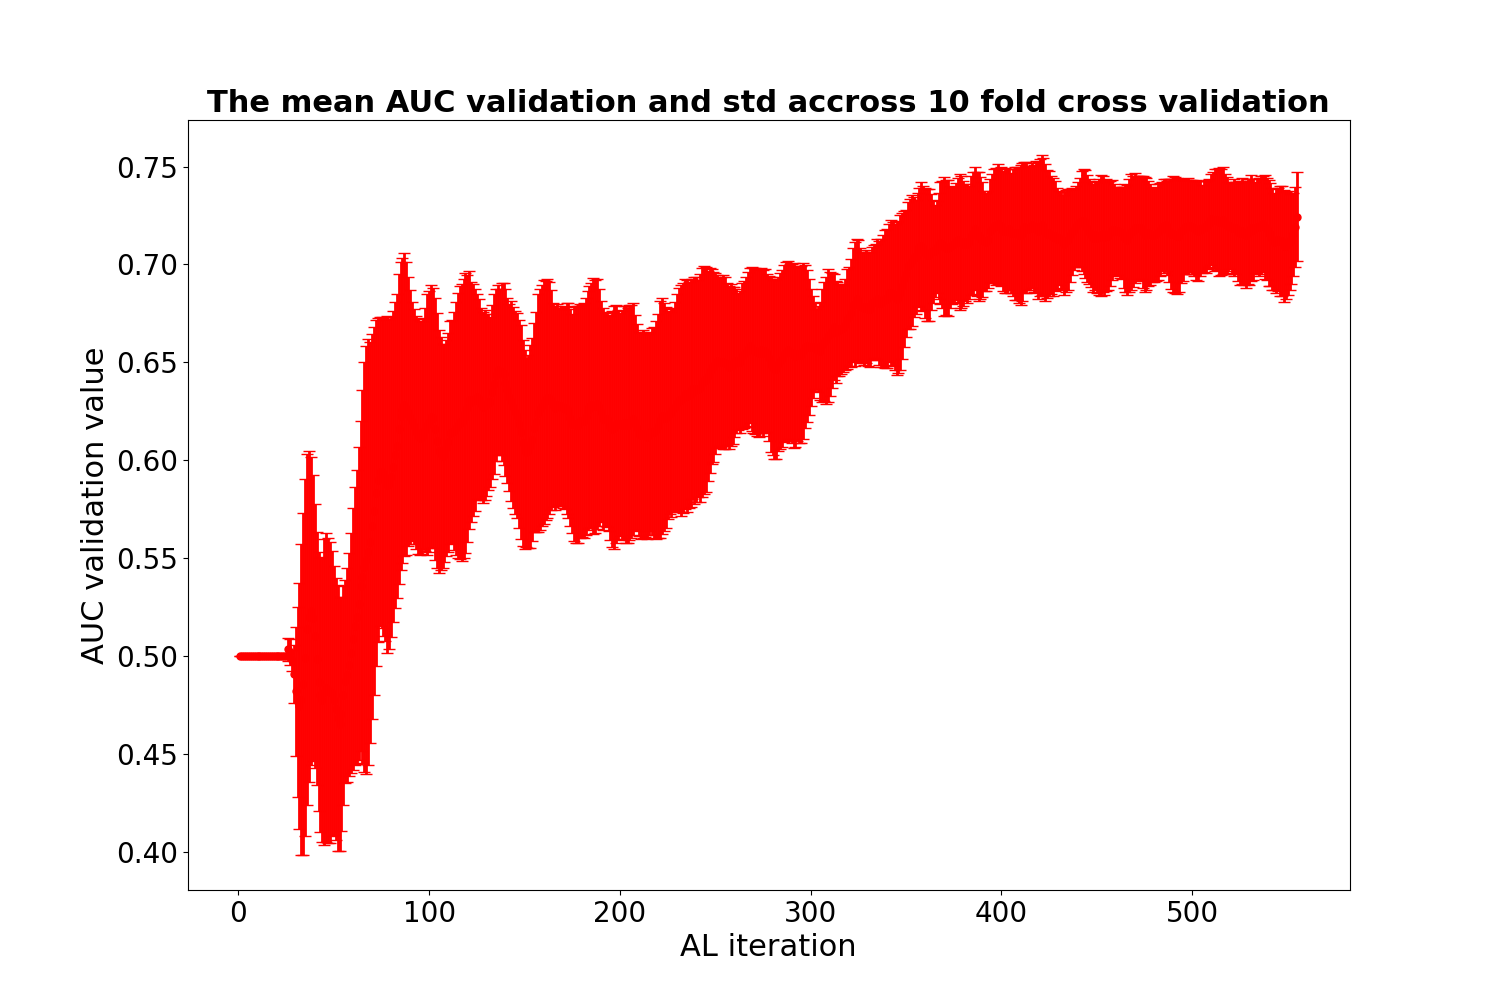 The mean AUC validation and std accross 10 fold cross validation
0.75
0.70
0.65
0.60
0.55
0.50
0.45
0.40
AUC validation value
0 100 200 300 400 500
AL iteration